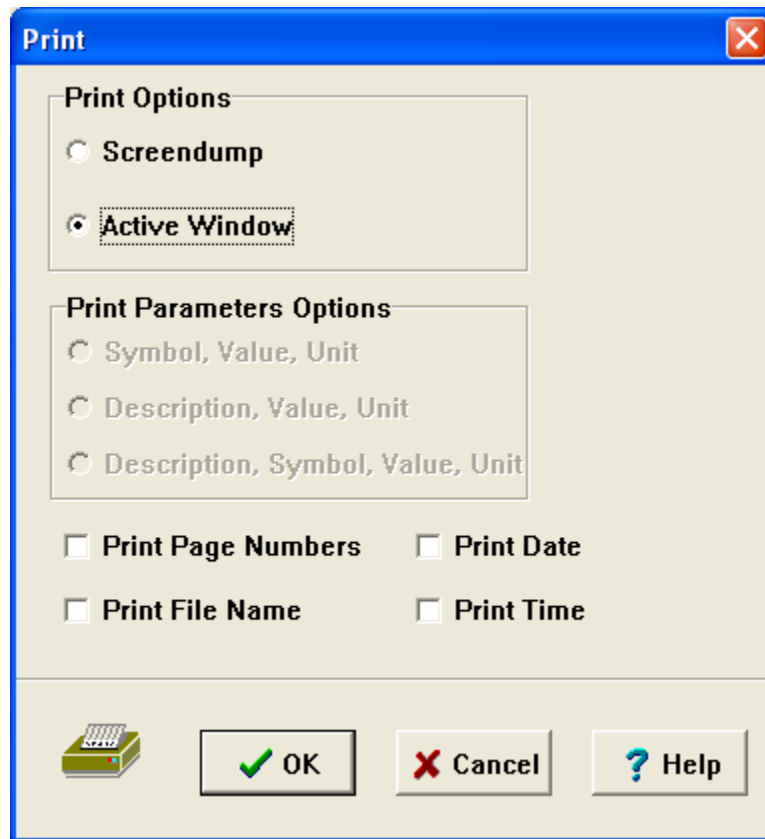 Print
Print Options
Screendump
Active Window
Print Parameters Options
Symbol, Value, Unit
Description, Value, Unit
Description, Symbol, Value, Unit
Print Page Numbers
Print Date
Print File Name
Print Time
OK
Cancel
? Help